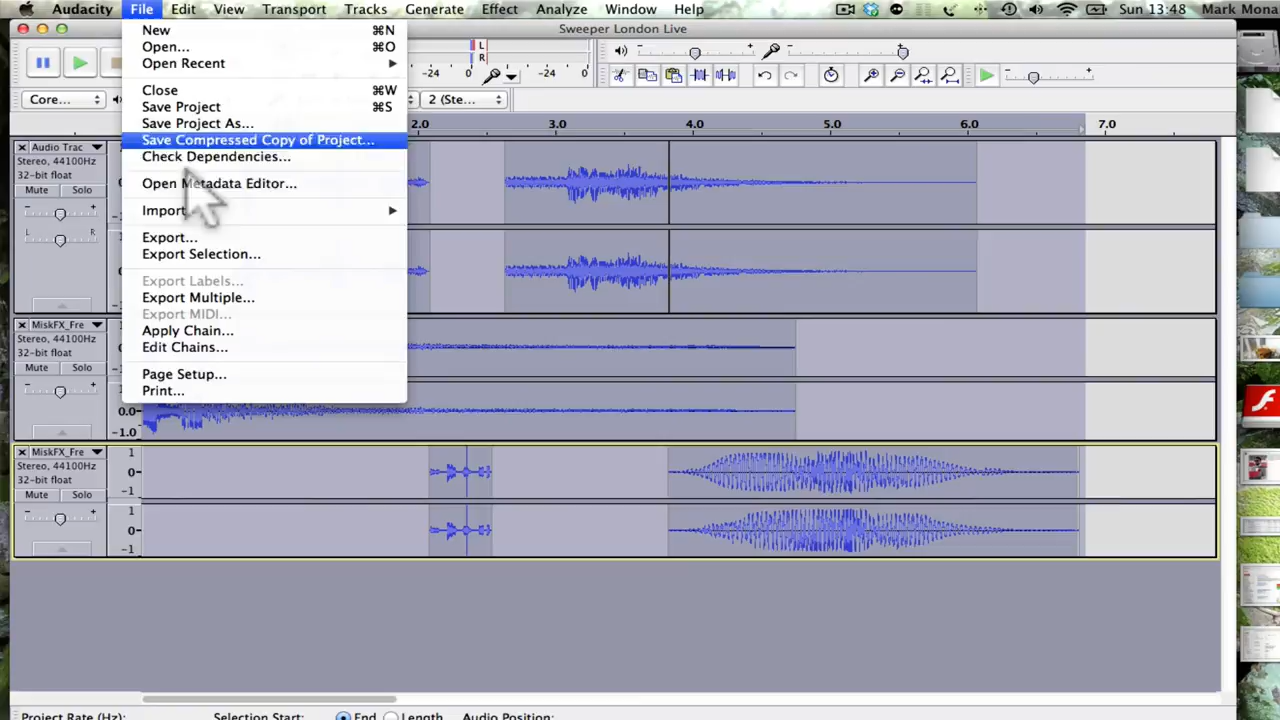 Audacity File Edit View Transport Tracks Generate Effect Analyze Window Help Sun 13:48 Mark Mona
Sweeper London Live
New ⌘N
Open... ⌘O
Open Recent
Close ⌘W
Save Project ⌘S
Save Project As...
Save Compressed Copy of Project...
Check Dependencies...
Open Metadata Editor...
Import
Export...
Export Selection...
Export Labels...
Export Multiple...
Export MIDI...
Apply Chain...
Edit Chains...
Page Setup...
Print...
L
R
-24 0
-24 0
Core...
2 (Ste...
2.0 3.0 4.0 5.0 6.0 7.0
Audio Trac
Stereo, 44100Hz
32-bit float
Mute Solo
- +
L R
MiskFX_Fre
Stereo, 44100Hz
32-bit float
Mute Solo
- +
0.0-
-1.0
MiskFX_Fre
Stereo, 44100Hz
32-bit float
Mute Solo
- +
1
0-
-1
1
0-
-1
Project Rate (Hz): Selection Start: End Length Audio Position: